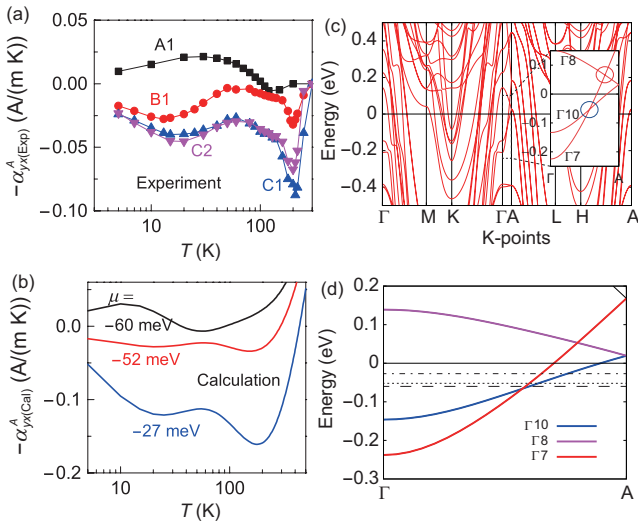 (a)
−α^A_yx(Exp) (A/(m K))
0.05
0.00
−0.05
−0.10
A1
B1
C2
C1
Experiment
10
100
T (K)
(b)
−α^A_yx(Cal) (A/(m K))
0.0
−0.1
−0.2
μ =
−60 meV
−52 meV
−27 meV
Calculation
10
100
T (K)
(c)
Energy (eV)
0.4
0.2
0.0
−0.2
−0.4
Γ
M
K
Γ
A
L
H
A
K-points
Γ8
Γ10
Γ7
0.1
0
-0.1
-0.2
Γ
A
(d)
Energy (eV)
0.2
0.1
0
−0.1
−0.2
−0.3
Γ10
Γ8
Γ7
Γ
A